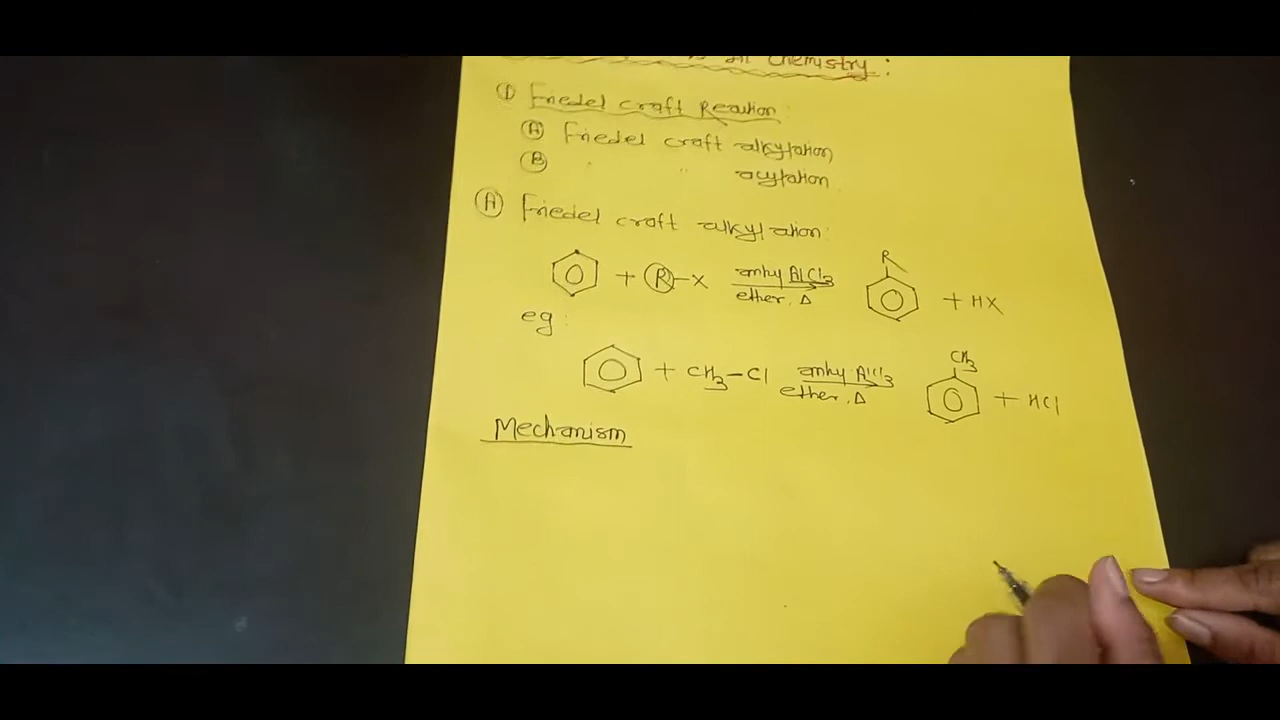 Chemistry:
① Friedel craft Reaction:
Ⓐ Friedel craft alkylation
Ⓑ " " acylation
Ⓐ Friedel craft alkylation:
+ R-X anhy AlCl3 ether, Δ R + HX
eg:
+ CH3-Cl anhy AlCl3 ether, Δ CH3 + HCl
Mechanism